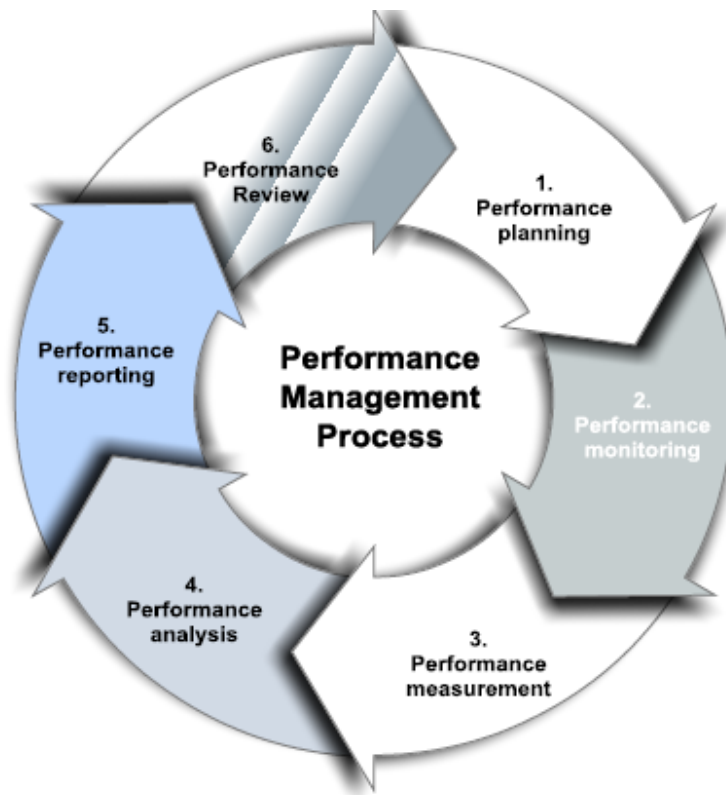 6.
Performance
Review
1.
Performance
planning
5.
Performance
reporting
Performance
Management
Process
2.
Performance
monitoring
4.
Performance
analysis
3.
Performance
measurement